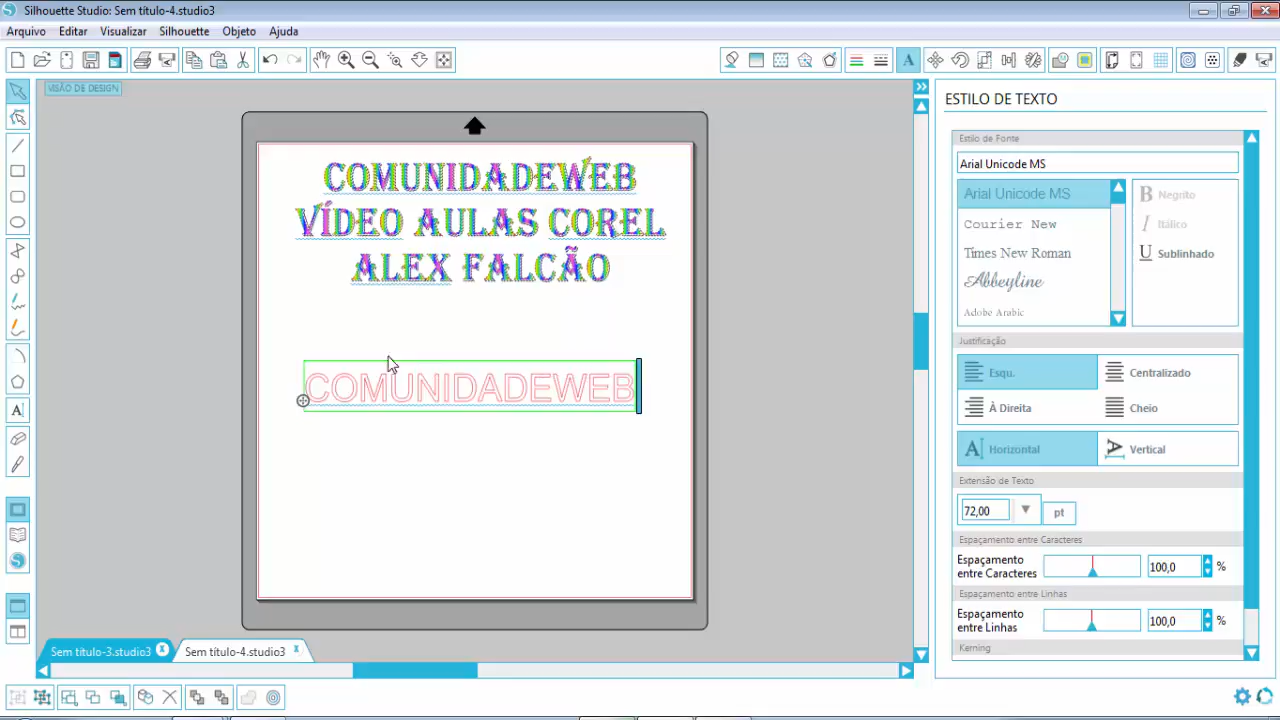 Silhouette Studio: Sem título-4.studio3
Arquivo Editar Visualizar Silhouette Objeto Ajuda
VISÃO DE DESIGN
COMUNIDADEWEB
VÍDEO AULAS COREL
ALEX FALCÃO
COMUNIDADEWEB
Sem título-3.studio3 Sem título-4.studio3
ESTILO DE TEXTO
Estilo de Fonte
Arial Unicode MS
Arial Unicode MS
Courier New
Times New Roman
Abbeyline
Adobe Arabic
B Negrito
I Itálico
U Sublinhado
Justificação
Esqu. Centralizado
À Direita Cheio
Horizontal Vertical
Extensão de Texto
72,00 pt
Espaçamento entre Caracteres
Espaçamento
entre Caracteres 100,0 %
Espaçamento entre Linhas
Espaçamento
entre Linhas 100,0 %
Kerning